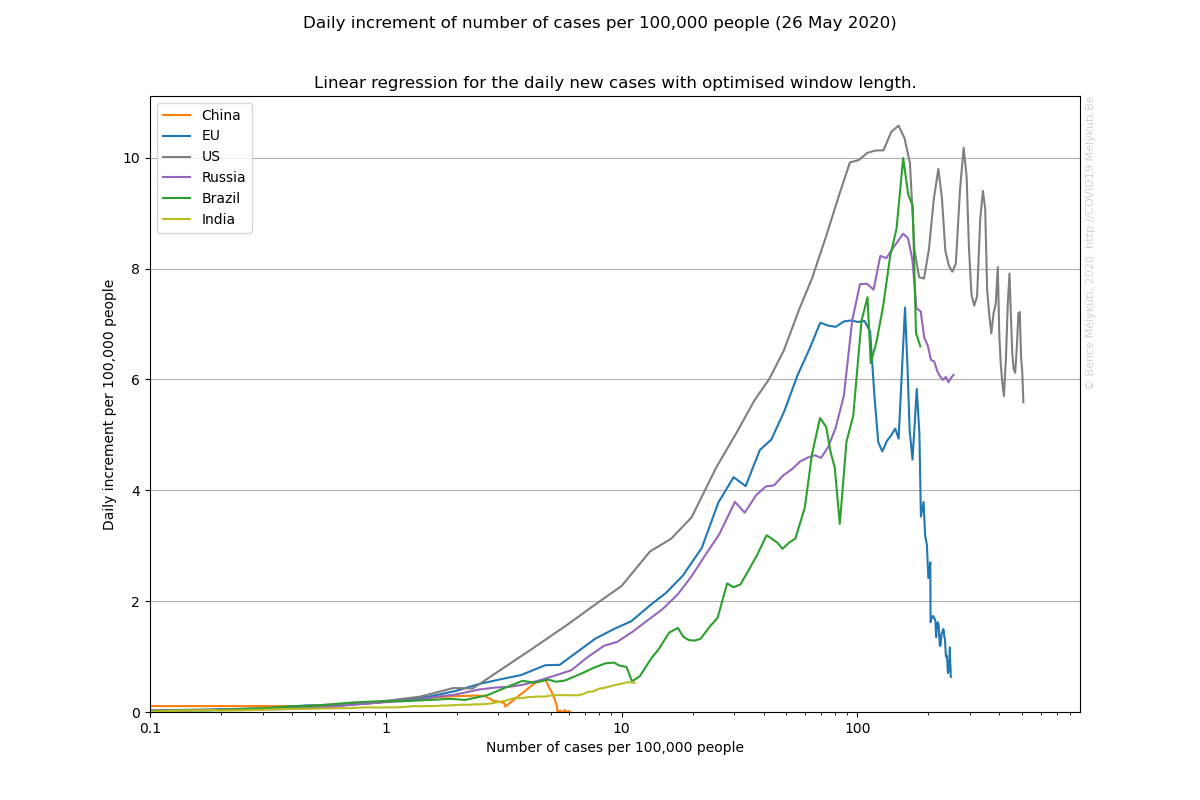 Daily increment of number of cases per 100,000 people (26 May 2020)
Linear regression for the daily new cases with optimised window length.
China
EU
US
Russia
Brazil
India
10
8
6
4
2
0
Daily increment per 100,000 people
0.1
1
10
100
Number of cases per 100,000 people
© Bence Mélykúti, 2020. http://COVID19.Melykuti.Be